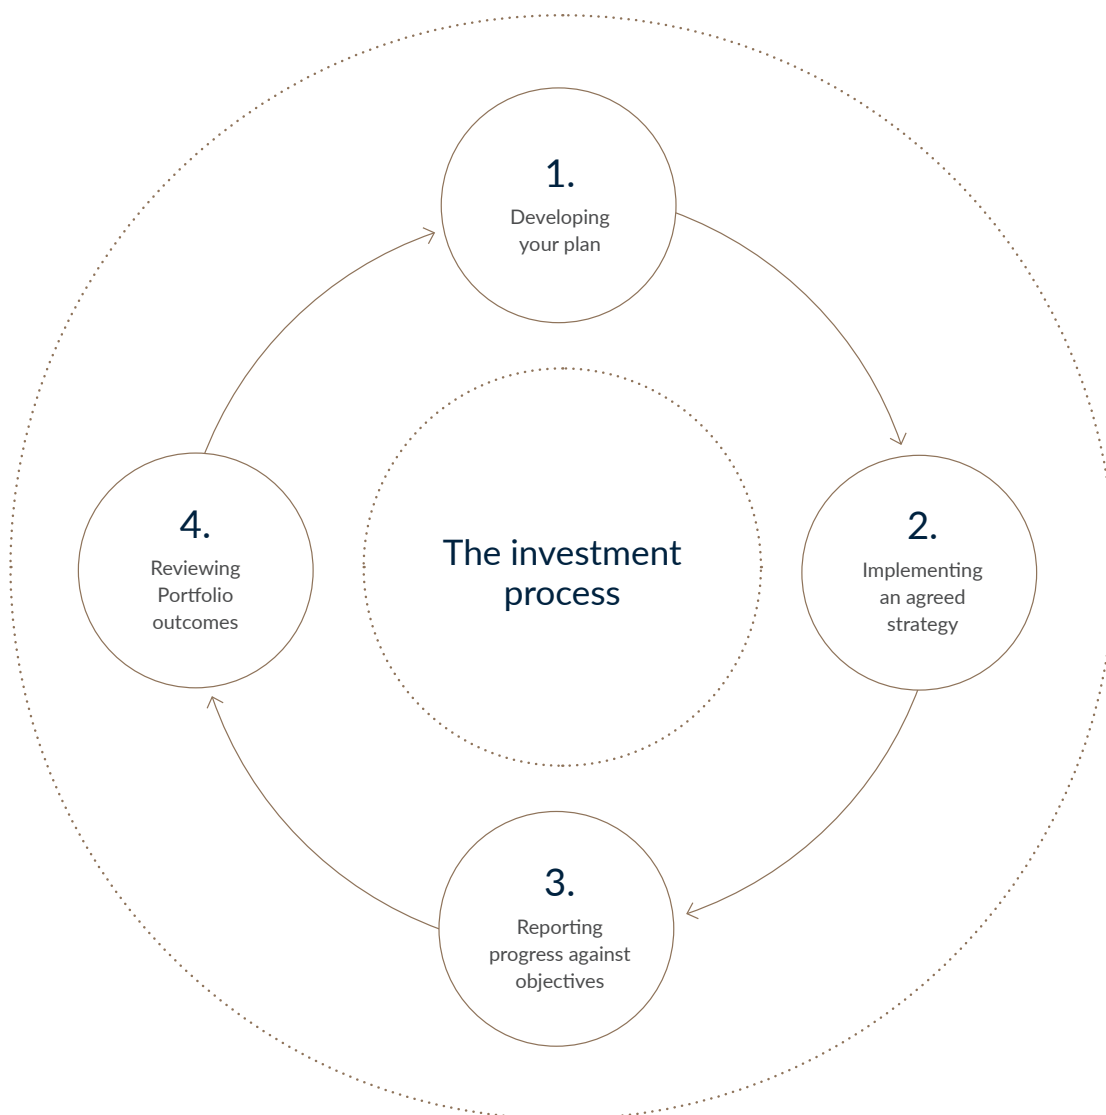 1.
Developing
your plan
2.
Implementing
an agreed
strategy
3.
Reporting
progress against
objectives
4.
Reviewing
Portfolio
outcomes
The investment
process